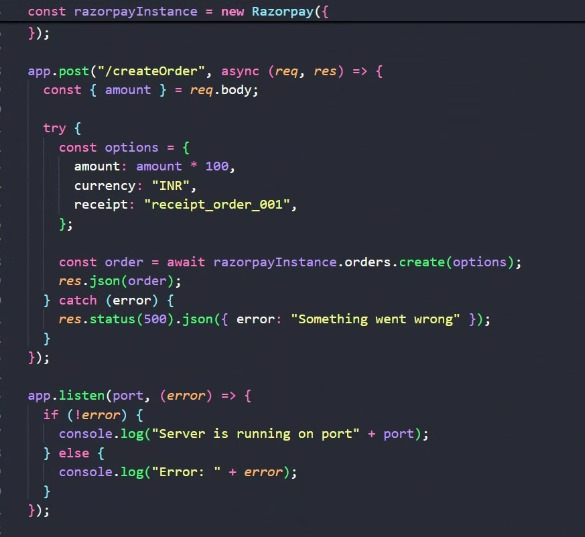 const razorpayInstance = new Razorpay({
});
app.post("/createOrder", async (req, res) => {
const { amount } = req.body;
try {
const options = {
amount: amount * 100,
currency: "INR",
receipt: "receipt_order_001",
};
const order = await razorpayInstance.orders.create(options);
res.json(order);
} catch (error) {
res.status(500).json({ error: "Something went wrong" });
}
});
app.listen(port, (error) => {
if (!error) {
console.log("Server is running on port" + port);
} else {
console.log("Error: " + error);
}
});